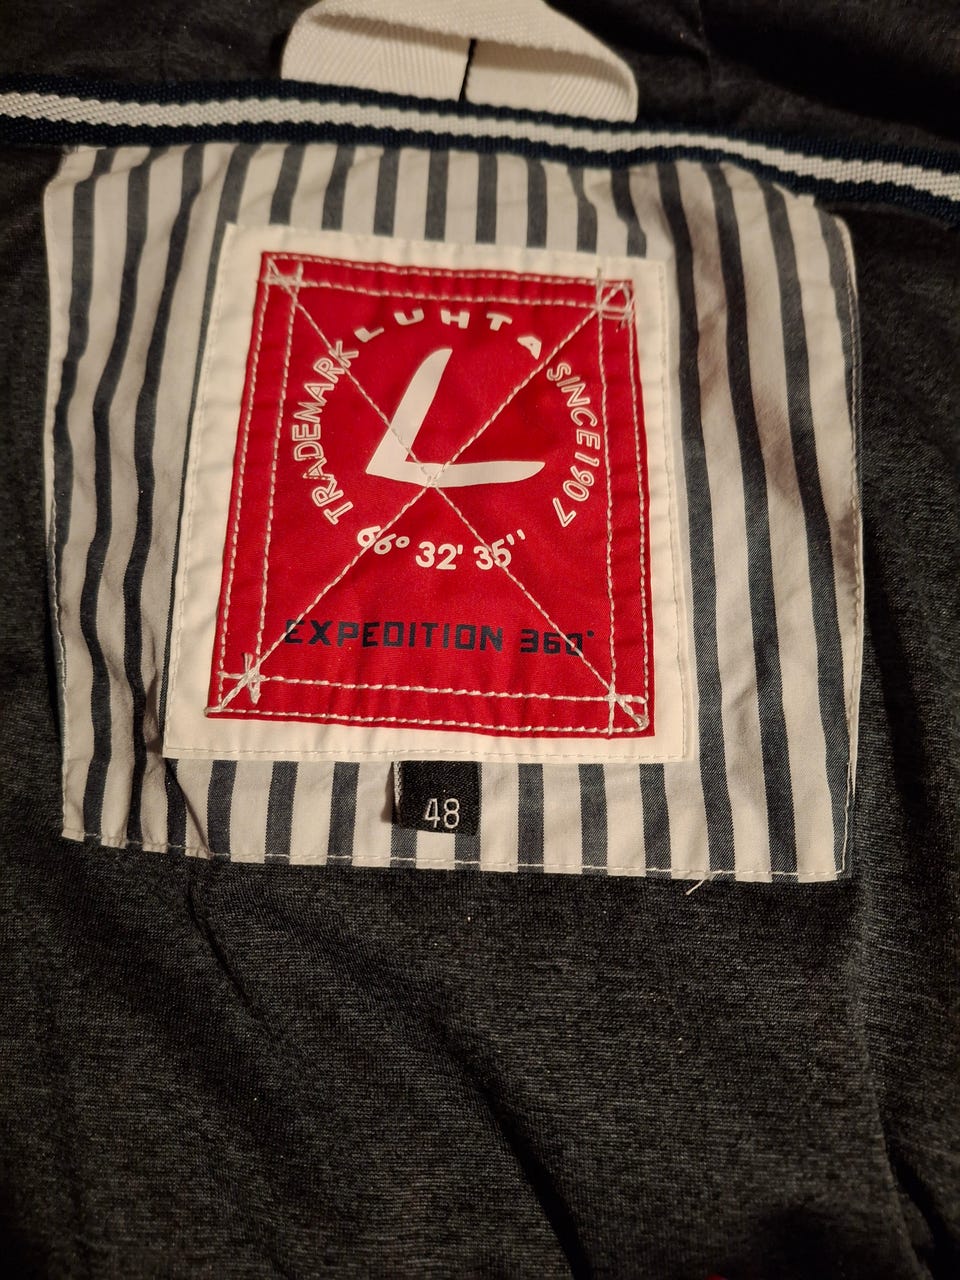 LUHTA
TRADEMARK
SINCE 1907
L
66° 32' 35"
EXPEDITION 360°
48